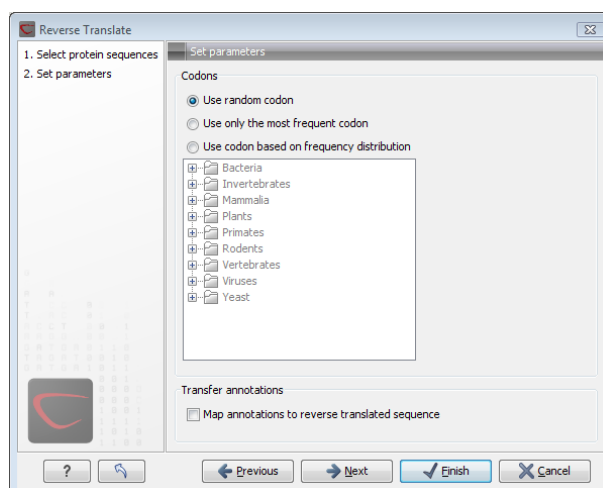 Reverse Translate
1. Select protein sequences
2. Set parameters
Set parameters
Codons
Use random codon
Use only the most frequent codon
Use codon based on frequency distribution
Bacteria
Invertebrates
Mammalia
Plants
Primates
Rodents
Vertebrates
Viruses
Yeast
Transfer annotations
Map annotations to reverse translated sequence
?
Previous
Next
Finish
Cancel